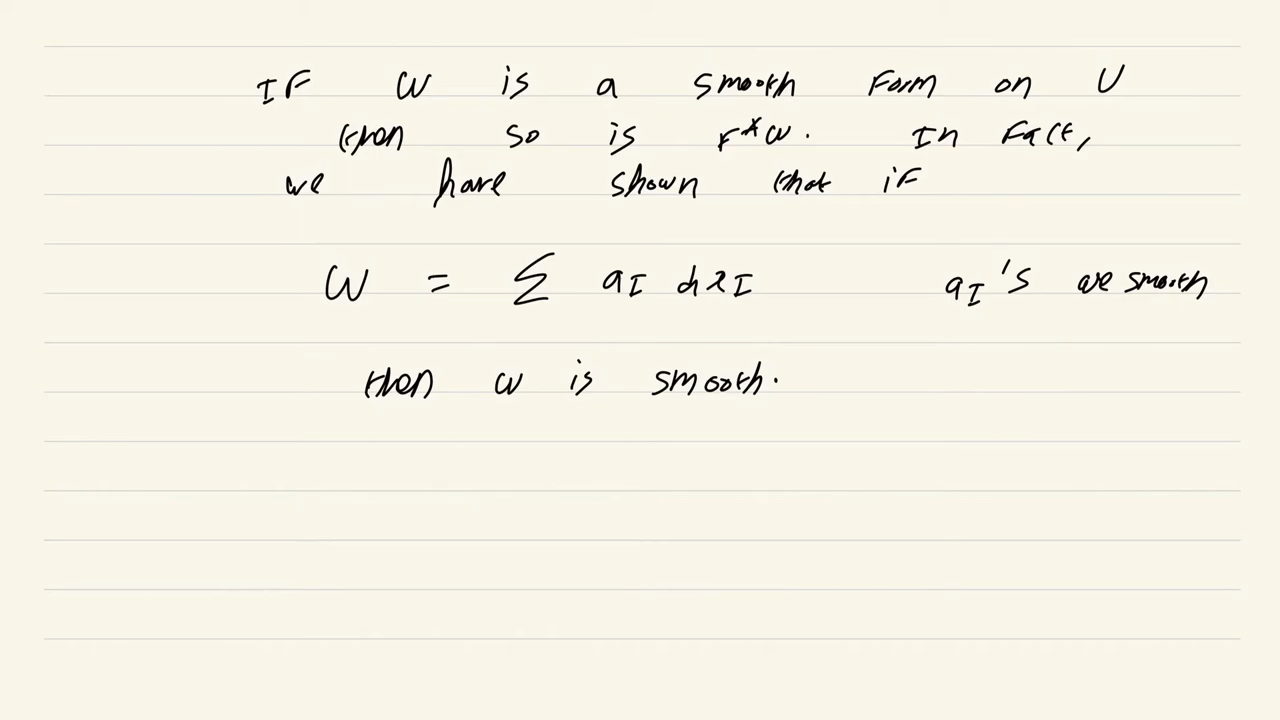 IF ω is a smooth form on U
then so is F*ω. In fact,
we have shown that if
ω = Σ a_I dx_I a_I's are smooth
then ω is smooth.